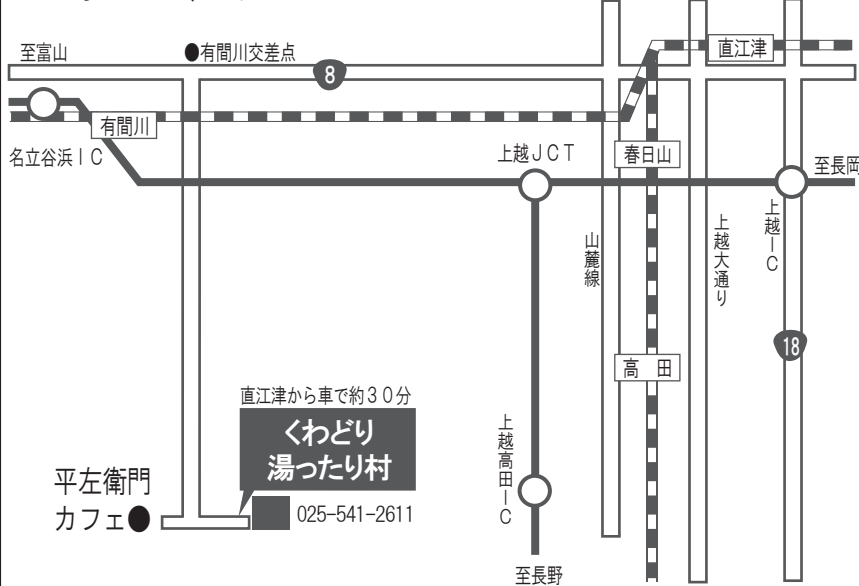 至富山
●有間川交差点
8
直江津
有間川
名立谷浜IC
上越JCT
春日山
至長岡
山麓線
上越大通り
上越IC
18
高 田
直江津から車で約30分
くわどり
湯ったり村
025-541-2611
平左衛門
カフェ●
上越高田IC
至長野